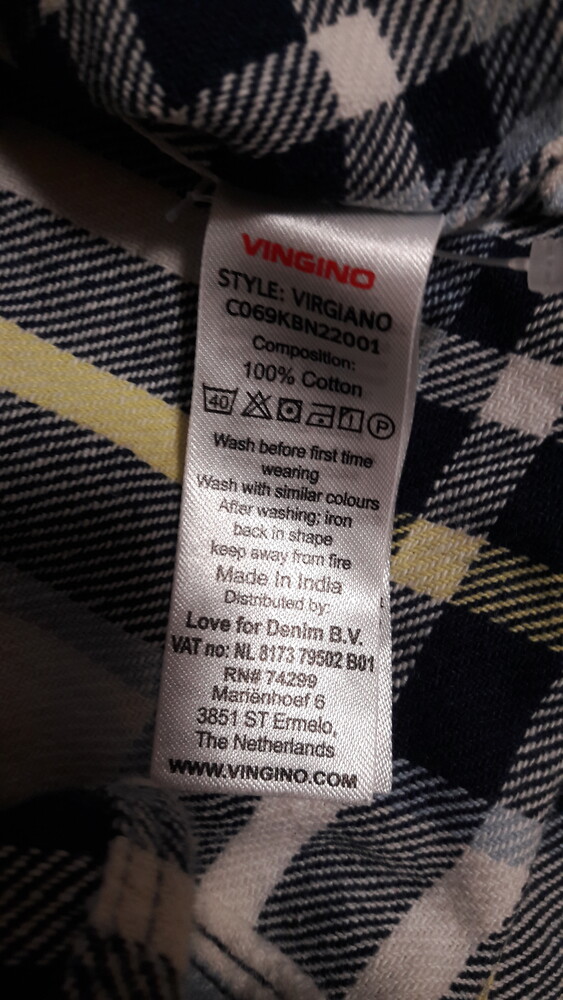 VINGINO
STYLE: VIRGIANO
C069KBN22001
Composition:
100% Cotton
40 P
Wash before first time
wearing
Wash with similar colours
After washing; iron
back in shape
keep away from fire
Made In India
Distributed by:
Love for Denim B.V.
VAT no: NL 8173 79502 B01
RN# 74299
Mariënhoef 6
3851 ST Ermelo,
The Netherlands
WWW.VINGINO.COM